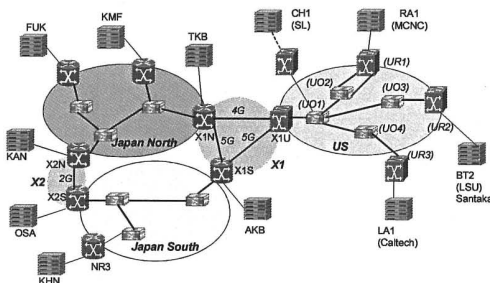 CH1
(SL)
RA1
(MCNC)
FUK
KMF
TKB
(UR1)
(UO2)
(UO3)
(UO1)
4G
X1N
X1U
(UO4)
(UR2)
Japan North
5G
5G
US
KAN
X2N
X1
(UR3)
X2
2G
X1S
BT2
(LSU)
Santaka
X2S
OSA
AKB
LA1
(Caltech)
Japan South
KHN
NR3